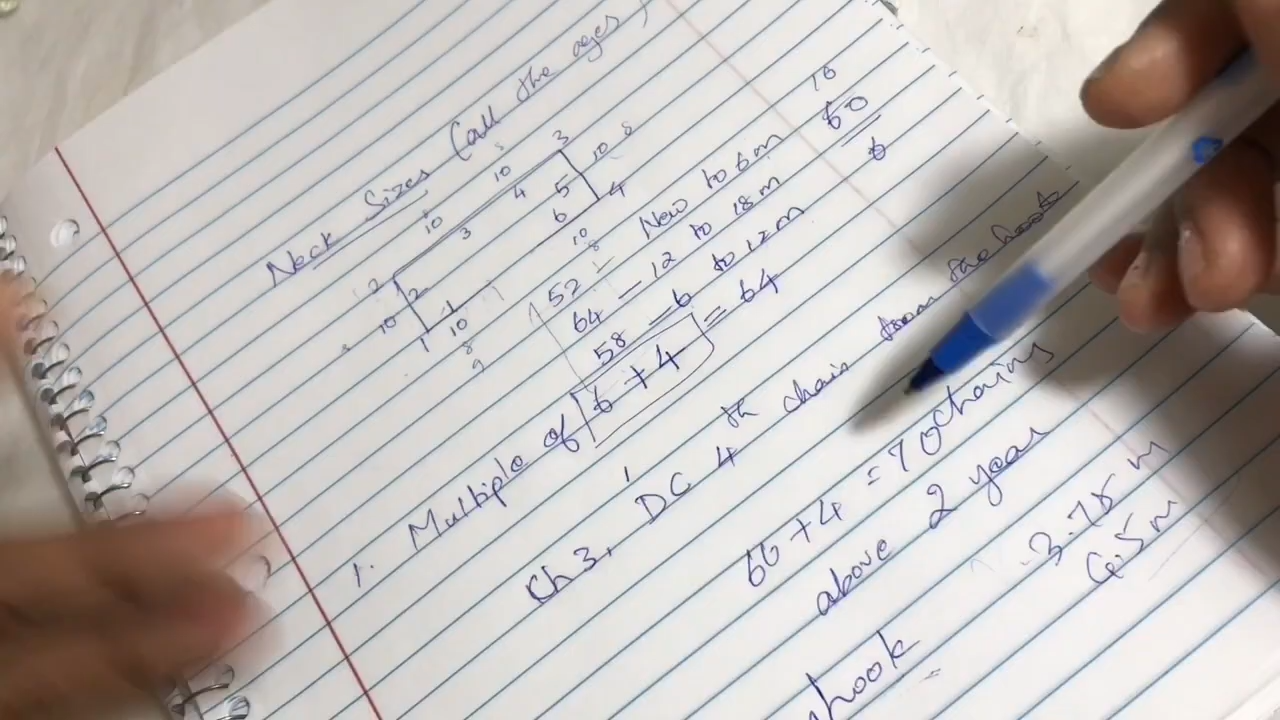 Neck Sizes (all the ages)
10 10 3 10 8
2 3 4 5 4
2 6
10 1 10 10
1 8 8
9
52 - New to 6m
64 - 12 to 18m
58 - 6 to 12m
10
60
6
1. Multiple of 6+4 = 64
Ch 3, DC 4th chain from the hook
66+4 = 70 chains
above 2 year
3.75 m
4.5 m
hook